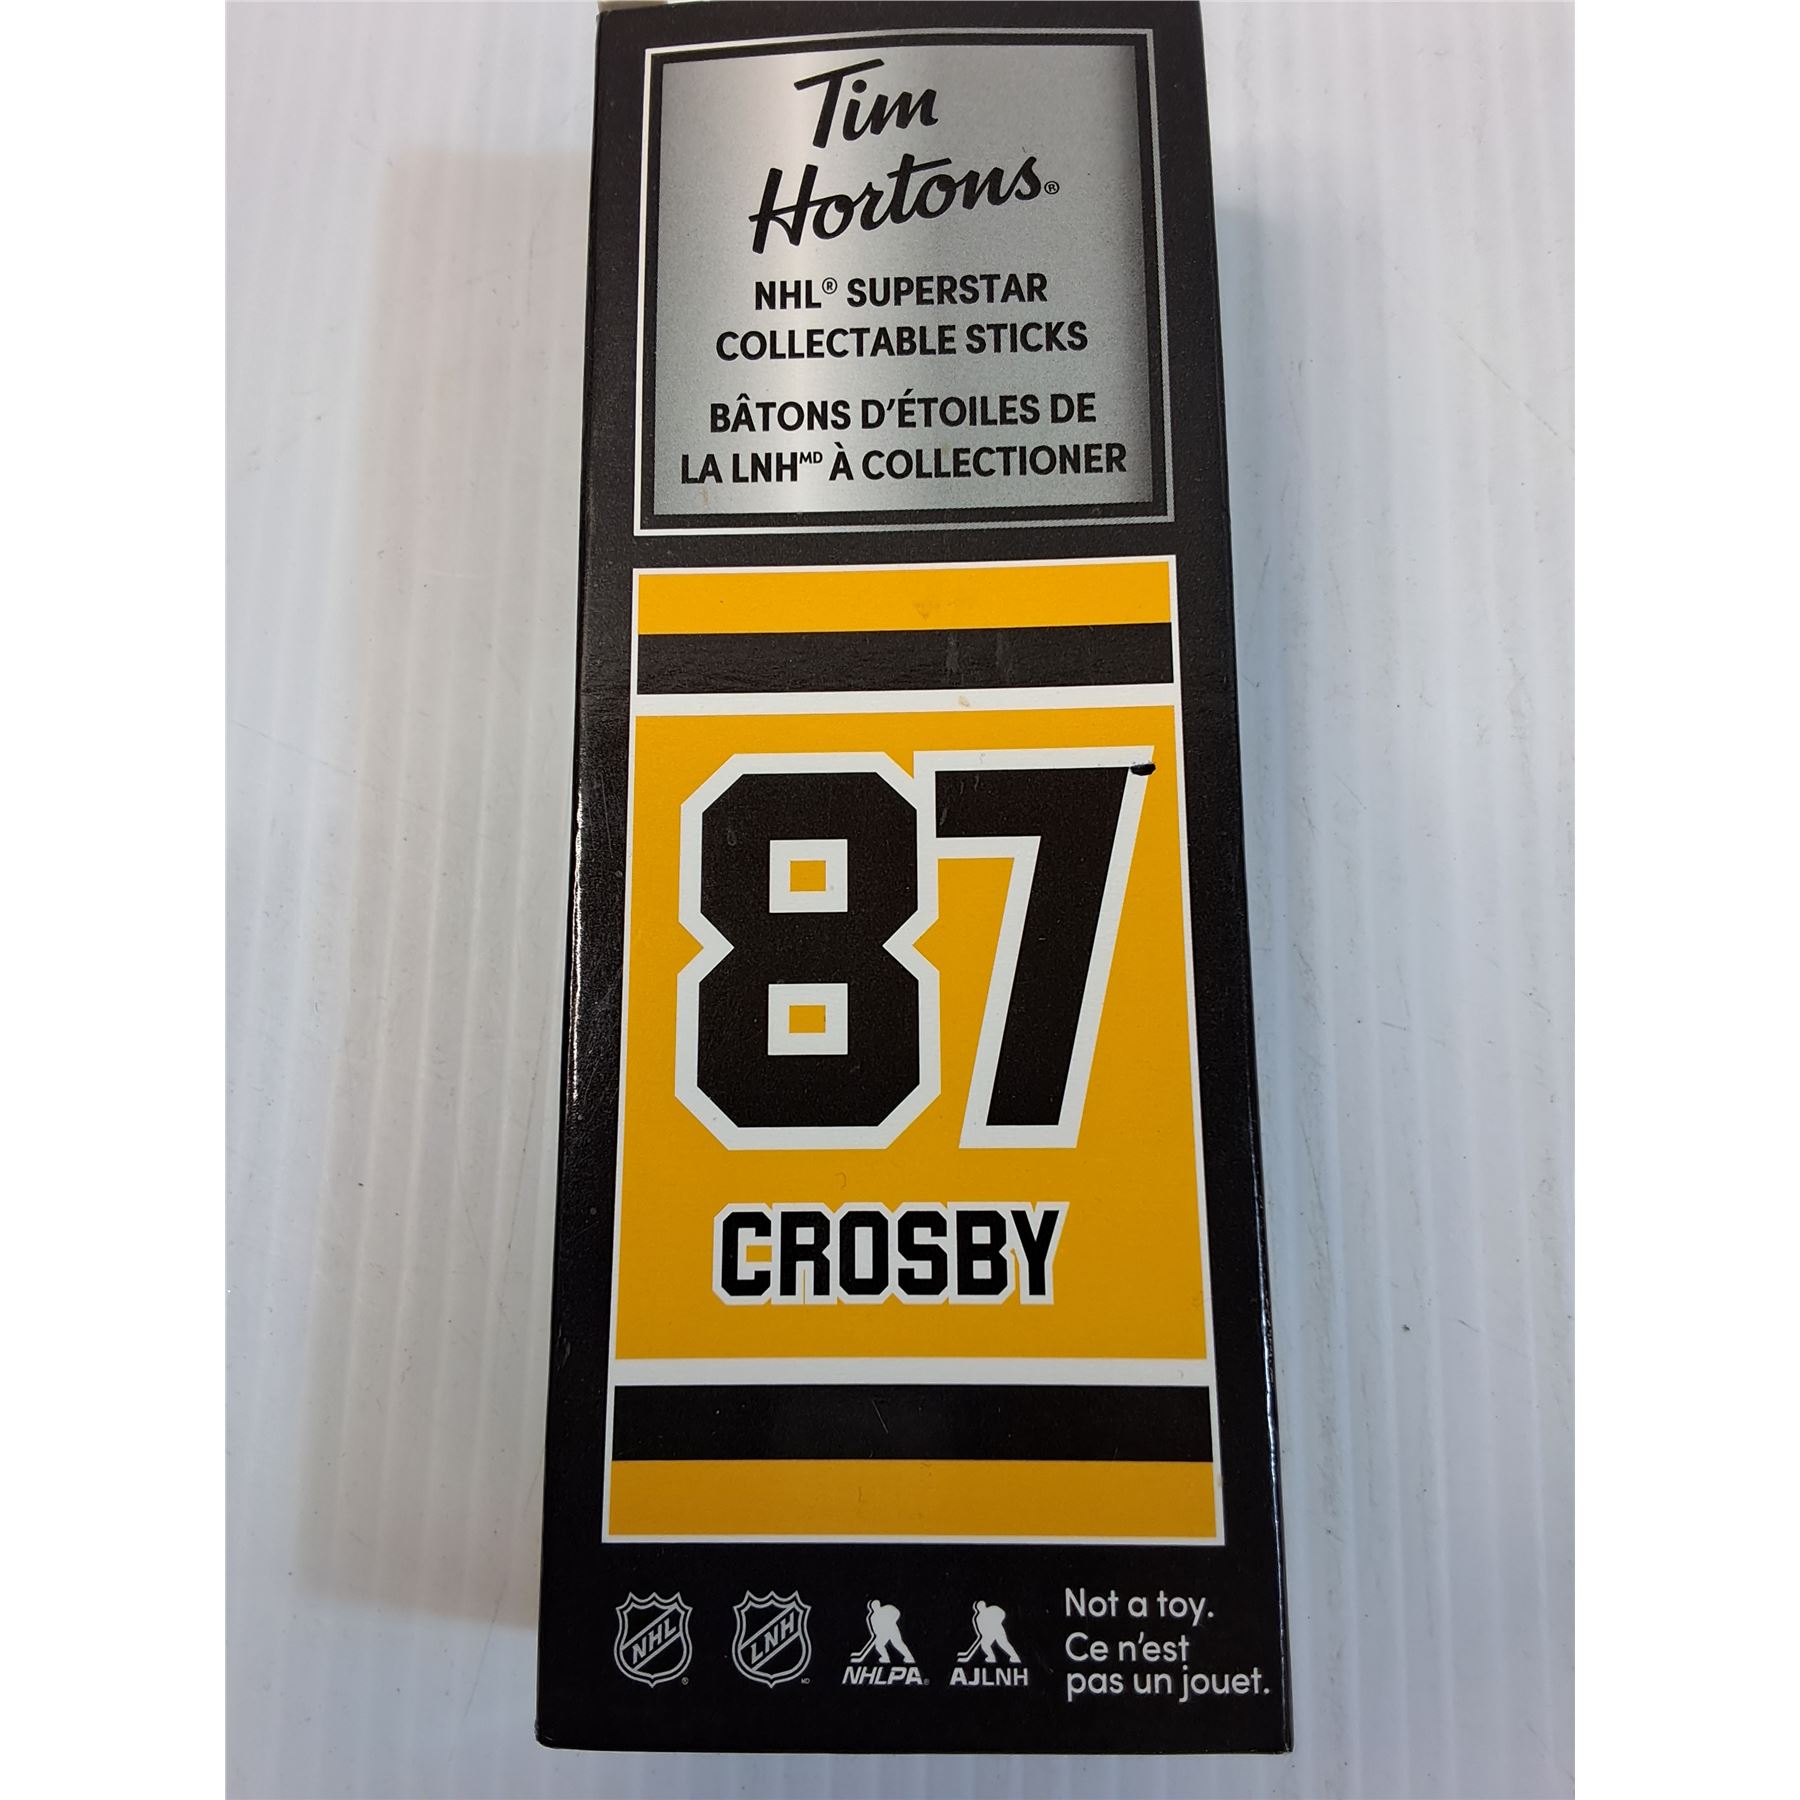 Tim
Hortons®
NHL® SUPERSTAR
COLLECTABLE STICKS
BÂTONS D'ÉTOILES DE
LA LNHᴹᴰ À COLLECTIONER
87
CROSBY
NHL®
LNH MD
NHLPA®
AJLNH
Not a toy.
Ce n'est
pas un jouet.